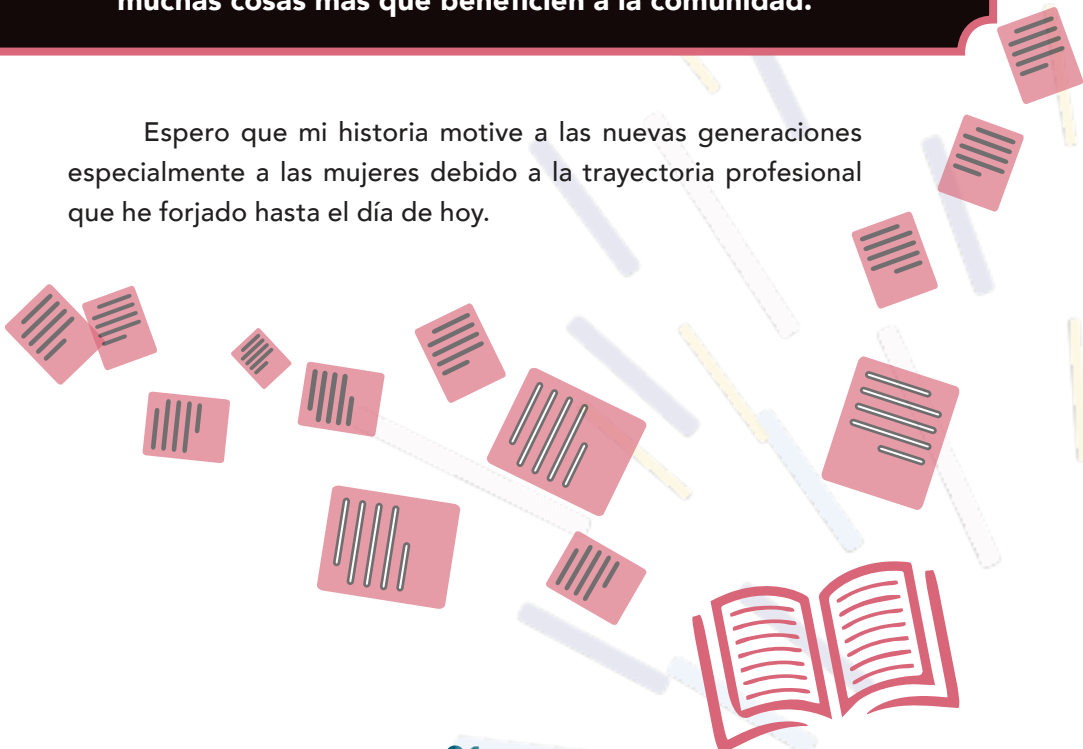 muchas cosas más que beneficien a la comunidad.
Espero que mi historia motive a las nuevas generaciones
especialmente a las mujeres debido a la trayectoria profesional
que he forjado hasta el día de hoy.